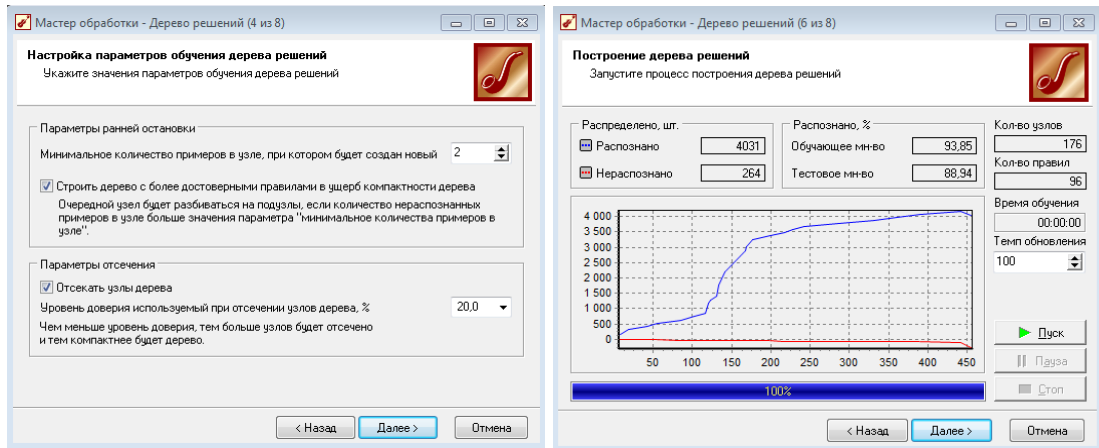 Мастер обработки - Дерево решений (4 из 8)
Настройка параметров обучения дерева решений
Укажите значения параметров обучения дерева решений
Параметры ранней остановки
Минимальное количество примеров в узле, при котором будет создан новый 2
Строить дерево с более достоверными правилами в ущерб компактности дерева
Очередной узел будет разбиваться на подузлы, если количество нераспознанных
примеров в узле больше значения параметра "минимальное количества примеров в
узле".
Параметры отсечения
Отсекать узлы дерева
Уровень доверия используемый при отсечении узлов дерева, % 20,0
Чем меньше уровень доверия, тем больше узлов будет отсечено
и тем компактнее будет дерево.
< Назад Далее > Отмена
Мастер обработки - Дерево решений (6 из 8)
Построение дерева решений
Запустите процесс построения дерева решений
Распределено, шт.
Распознано 4031
Нераспознано 264
Распознано, %
Обучающее мн-во 93,85
Тестовое мн-во 88,94
Кол-во узлов
176
Кол-во правил
96
Время обучения
00:00:00
Темп обновления
100
4 000
3 500
3 000
2 500
2 000
1 500
1 000
500
0
50 100 150 200 250 300 350 400 450
Пуск
Пауза
Стоп
100%
< Назад Далее > Отмена